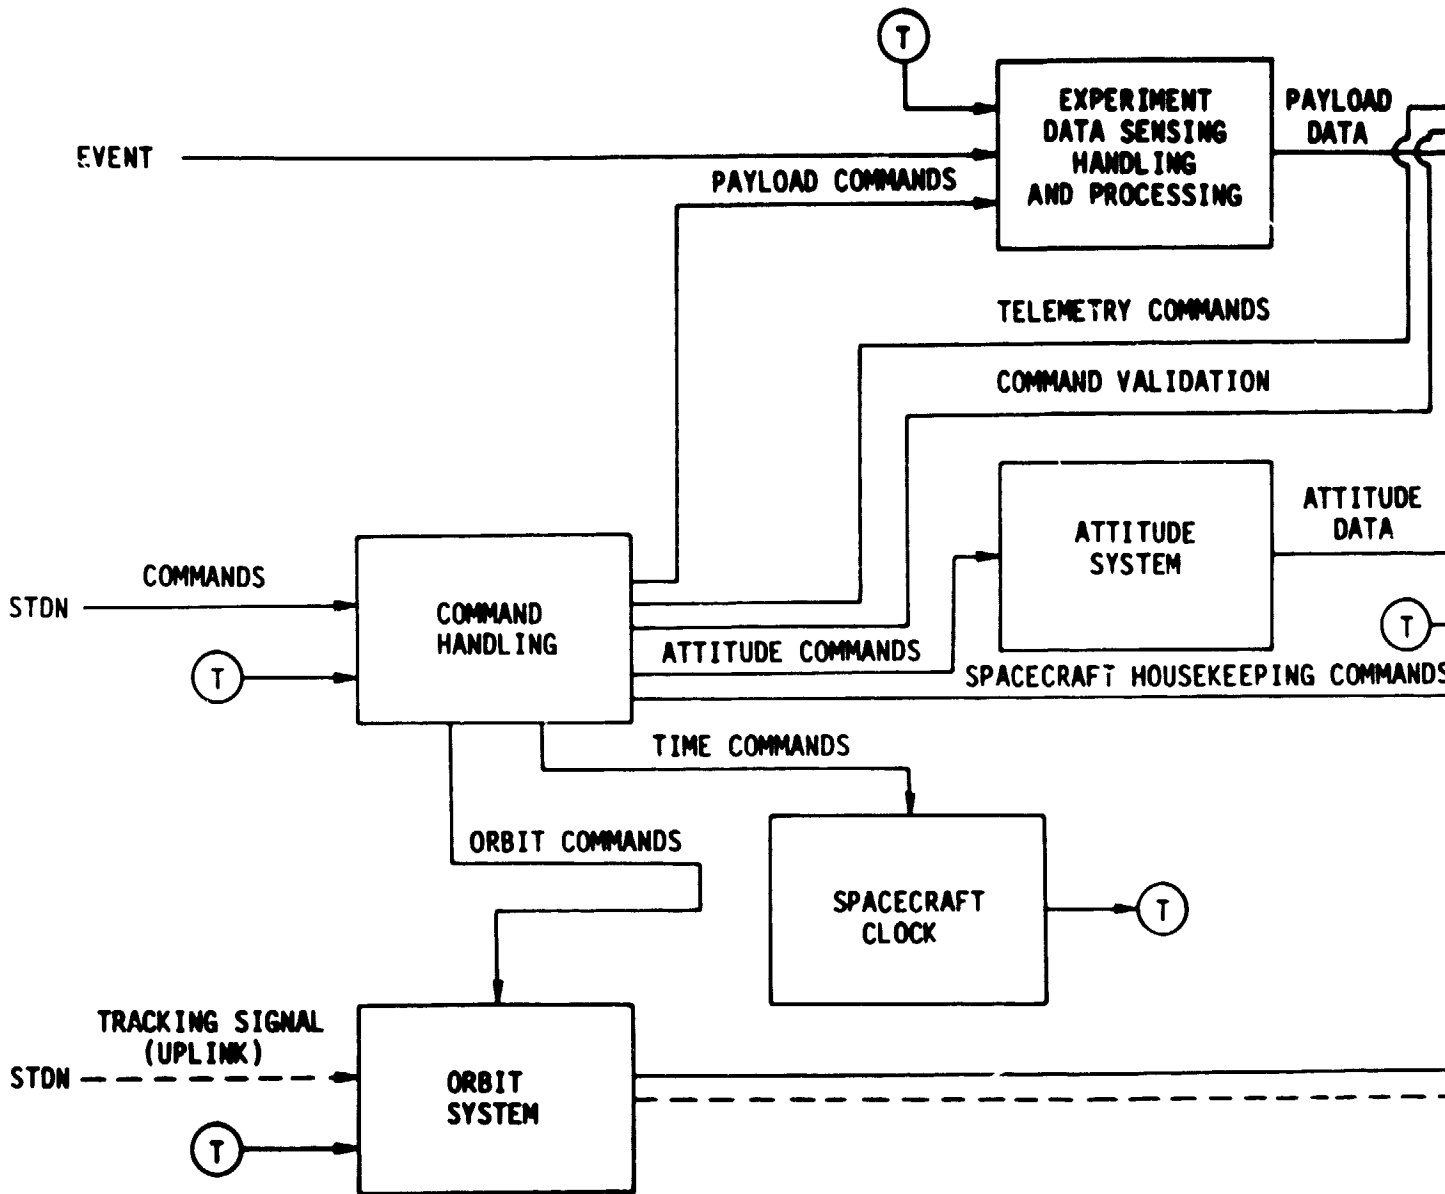 T
EXPERIMENT
DATA SENSING
HANDLING
AND PROCESSING
PAYLOAD
DATA
EVENT
PAYLOAD COMMANDS
TELEMETRY COMMANDS
COMMAND VALIDATION
ATTITUDE
SYSTEM
ATTITUDE
DATA
COMMANDS
STDN
COMMAND
HANDLING
T
ATTITUDE COMMANDS
T
SPACECRAFT HOUSEKEEPING COMMANDS
TIME COMMANDS
ORBIT COMMANDS
SPACECRAFT
CLOCK
T
TRACKING SIGNAL
(UPLINK)
STDN
ORBIT
SYSTEM
T